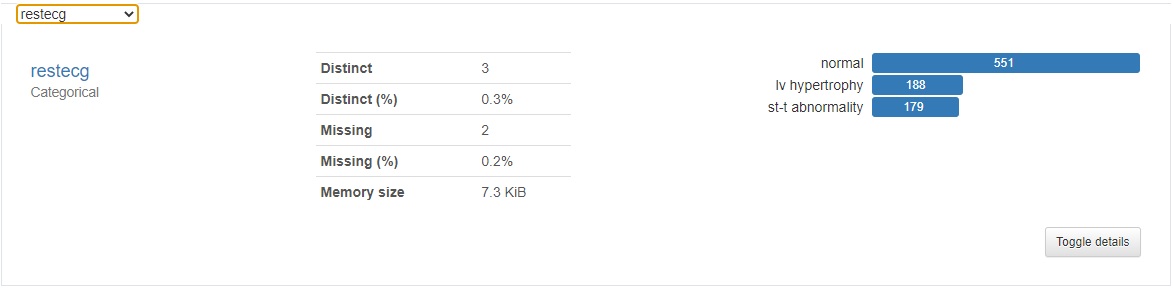 restecg
restecg
Categorical
Distinct 3
Distinct (%) 0.3%
Missing 2
Missing (%) 0.2%
Memory size 7.3 KiB
normal 551
lv hypertrophy 188
st-t abnormality 179
Toggle details